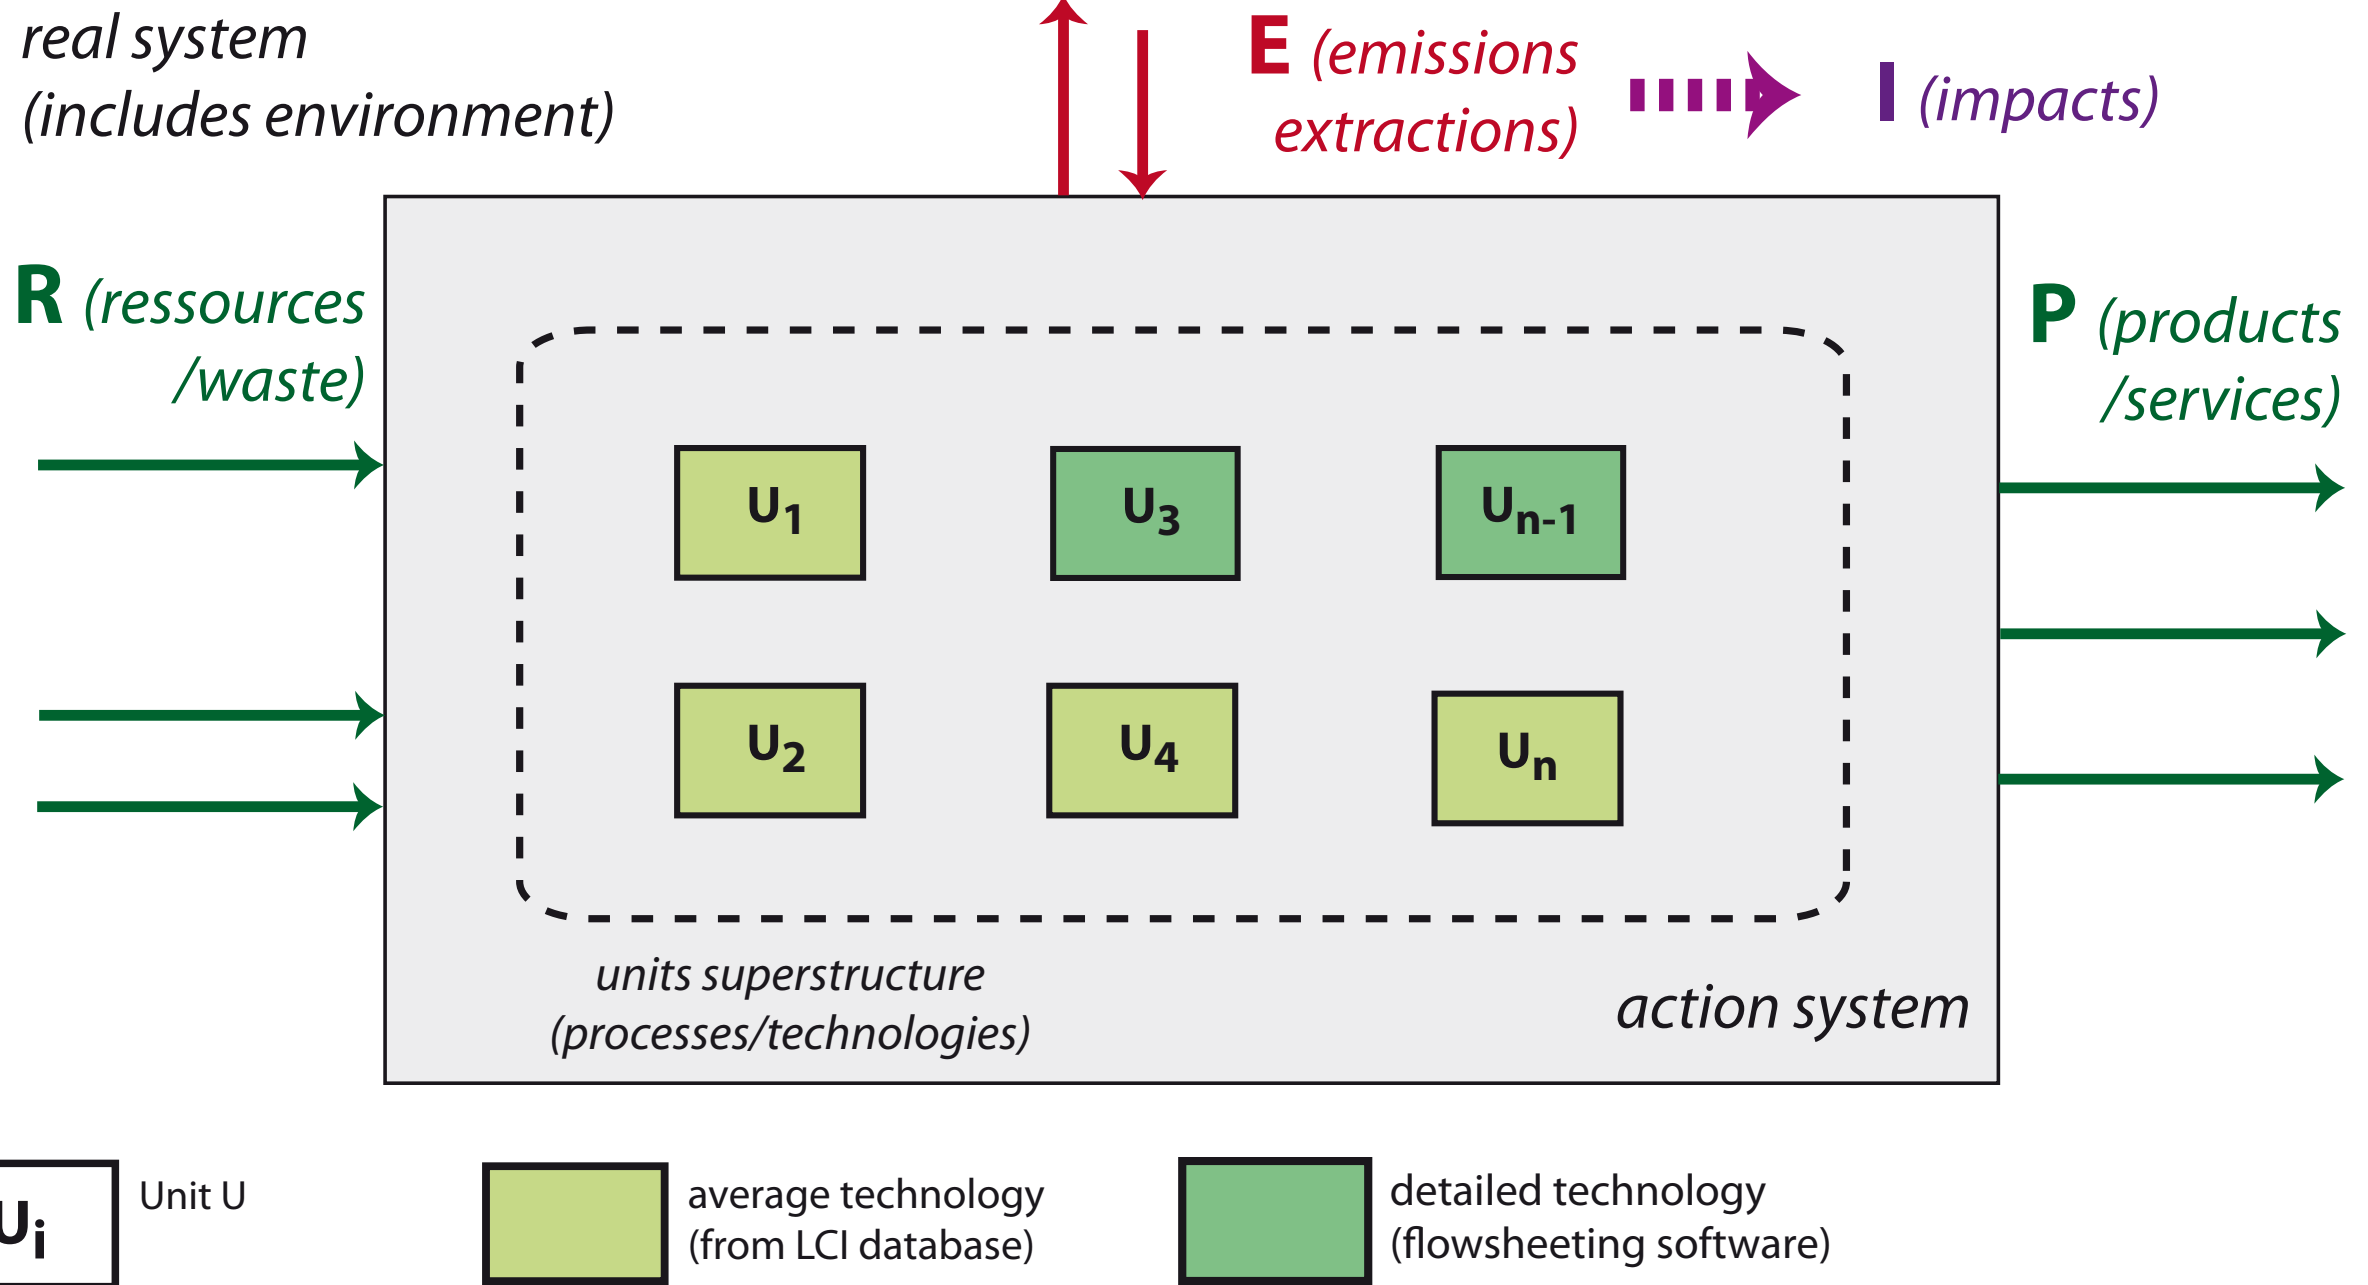 real system
(includes environment)
E (emissions
extractions)
I (impacts)
R (ressources
/waste)
P (products
/services)
U1
U3
Un-1
U2
U4
Un
units superstructure
(processes/technologies)
action system
Ui
Unit U
average technology
(from LCI database)
detailed technology
(flowsheeting software)